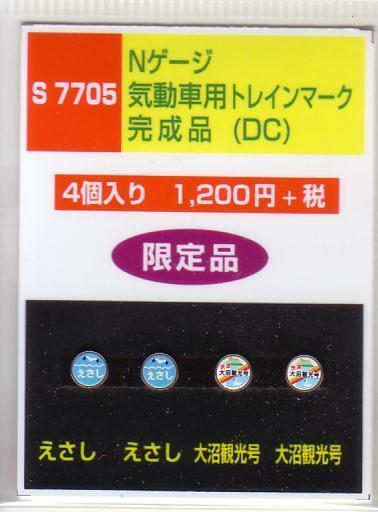 S 7705
Nゲージ
気動車用トレインマーク
完成品 (DC)
4個入り 1,200円+税
限定品
えさし えさし 大沼観光号 大沼観光号
えさし えさし 大沼観光号 大沼観光号